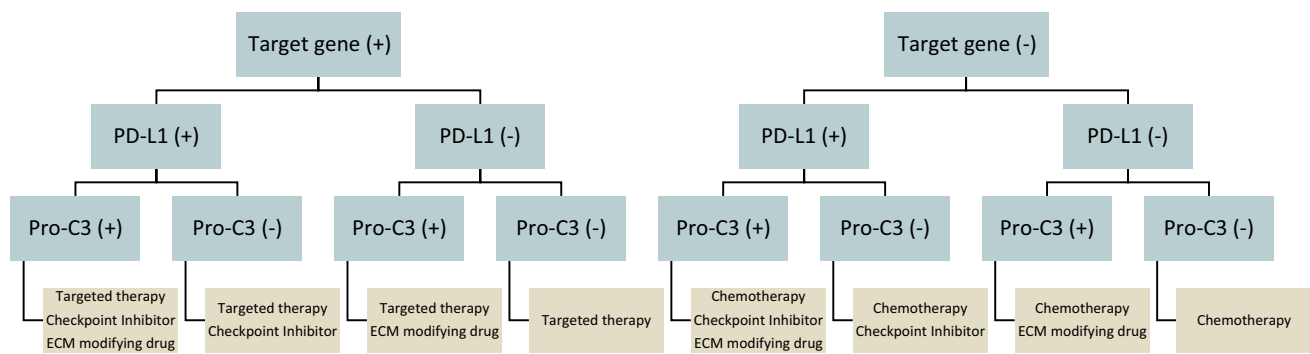 Target gene (+)
Target gene (-)
PD-L1 (+)
PD-L1 (-)
PD-L1 (+)
PD-L1 (-)
Pro-C3 (+)
Pro-C3 (-)
Pro-C3 (+)
Pro-C3 (-)
Pro-C3 (+)
Pro-C3 (-)
Pro-C3 (+)
Pro-C3 (-)
Targeted therapy
Checkpoint Inhibitor
ECM modifying drug
Targeted therapy
Checkpoint Inhibitor
Targeted therapy
ECM modifying drug
Targeted therapy
Chemotherapy
Checkpoint Inhibitor
ECM modifying drug
Chemotherapy
Checkpoint Inhibitor
Chemotherapy
ECM modifying drug
Chemotherapy